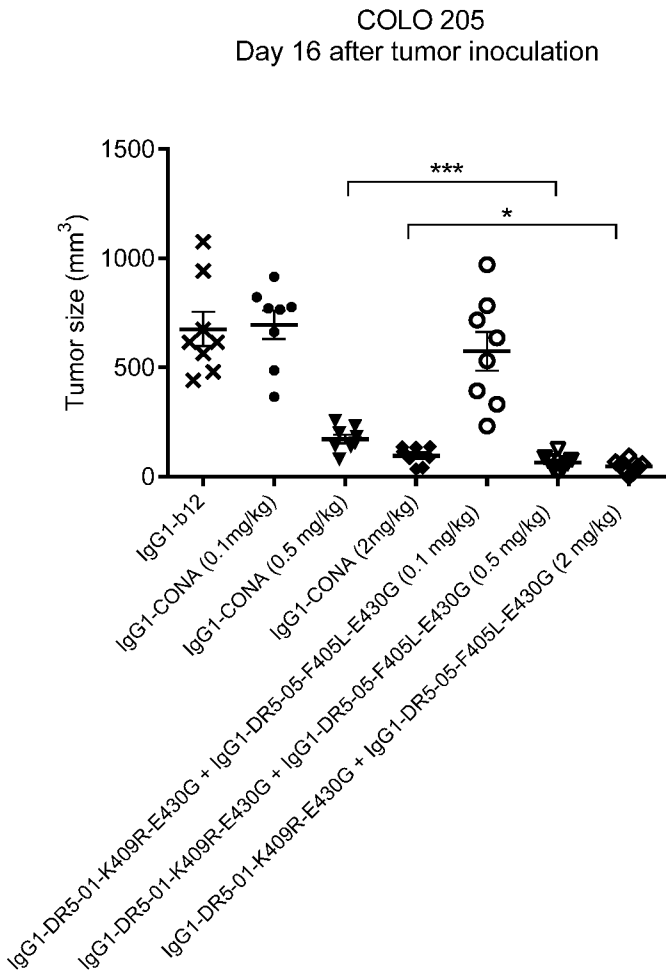 COLO 205
Day 16 after tumor inoculation
1500
1000
500
0
Tumor size (mm³)
***
*
IgG1-b12
IgG1-CONA (0.1mg/kg)
IgG1-CONA (0.5 mg/kg)
IgG1-CONA (2mg/kg)
IgG1-DR5-01-K409R-E430G + IgG1-DR5-05-F405L-E430G (0.1 mg/kg)
IgG1-DR5-01-K409R-E430G + IgG1-DR5-05-F405L-E430G (0.5 mg/kg)
IgG1-DR5-01-K409R-E430G + IgG1-DR5-05-F405L-E430G (2 mg/kg)